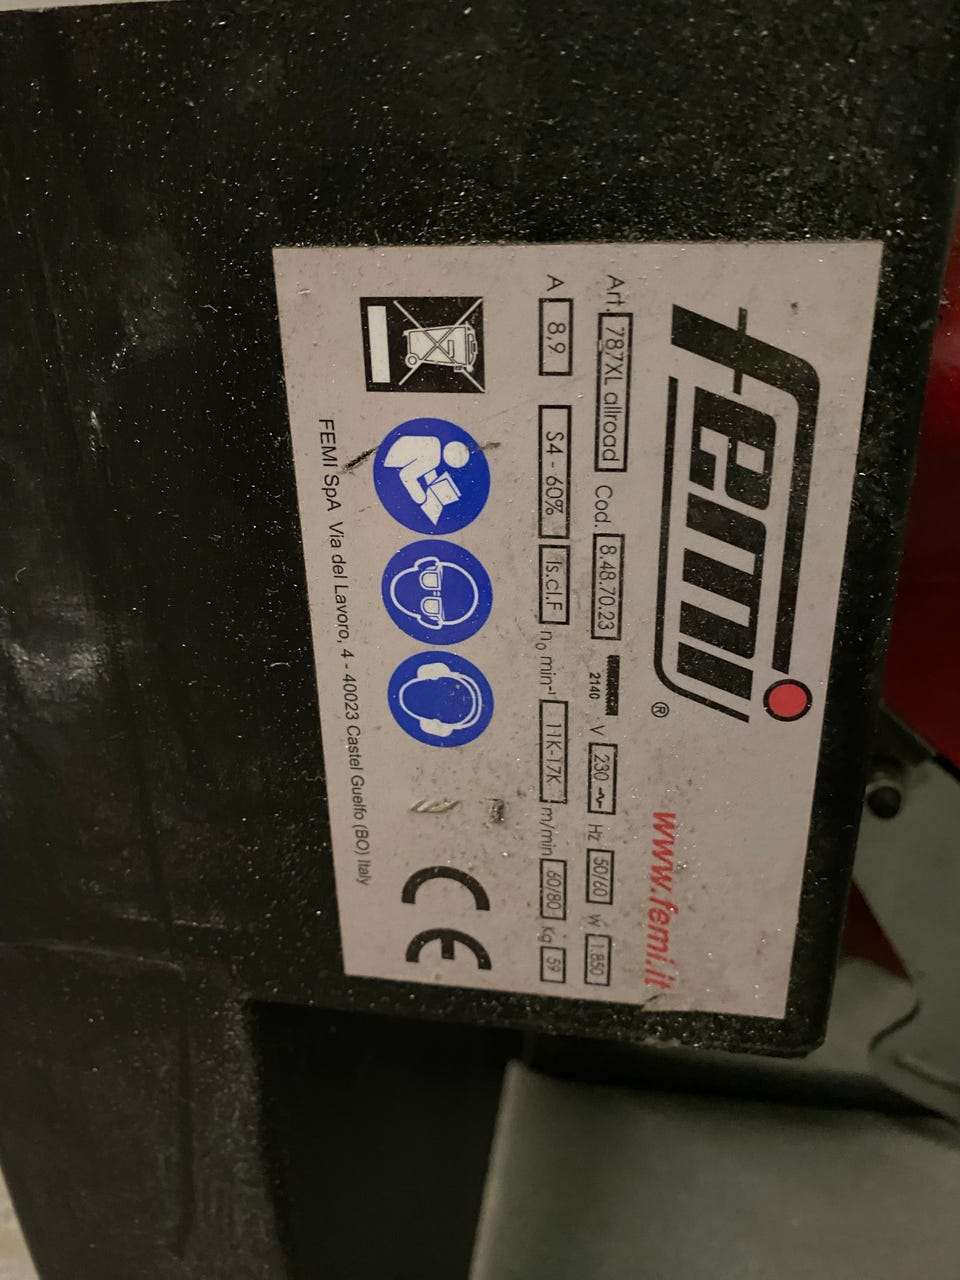 femi®
www.femi.it
Art. 787XL allroad Cod. 8.48.70.23 2140 V 230 Hz 50/60 W 1.850
A 8,9 S4 - 60% Is.cl.F n0 min-1 11K-17K m/min 60/80 Kg 59
CE
FEMI SpA Via del Lavoro, 4 - 40023 Castel Guelfo (BO) Italy